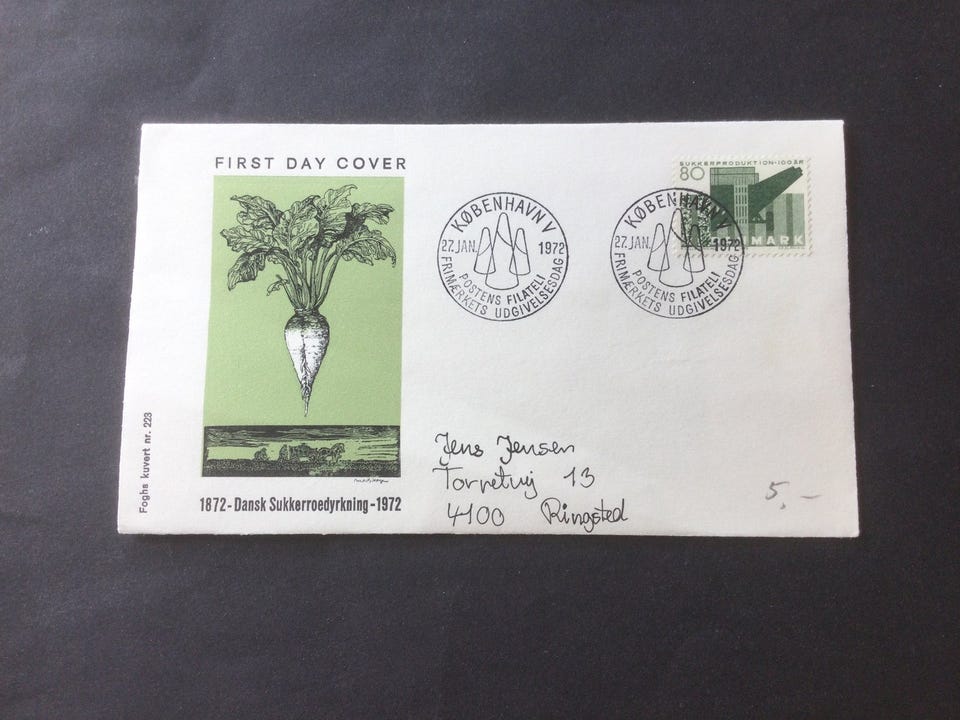 FIRST DAY COVER
Foghs kuvert nr. 223
1872-Dansk Sukkerroedyrkning-1972
KØBENHAVN V
27.JAN. 1972
POSTENS FILATELI
FRIMÆRKETS UDGIVELSESDAG
KØBENHAVN V
27.JAN. 1972
POSTENS FILATELI
FRIMÆRKETS UDGIVELSESDAG
SUKKERPRODUKTION·100 ÅR
80
DANMARK
Jens Jensen
Torvetvej 13
4100 Ringsted
5.-